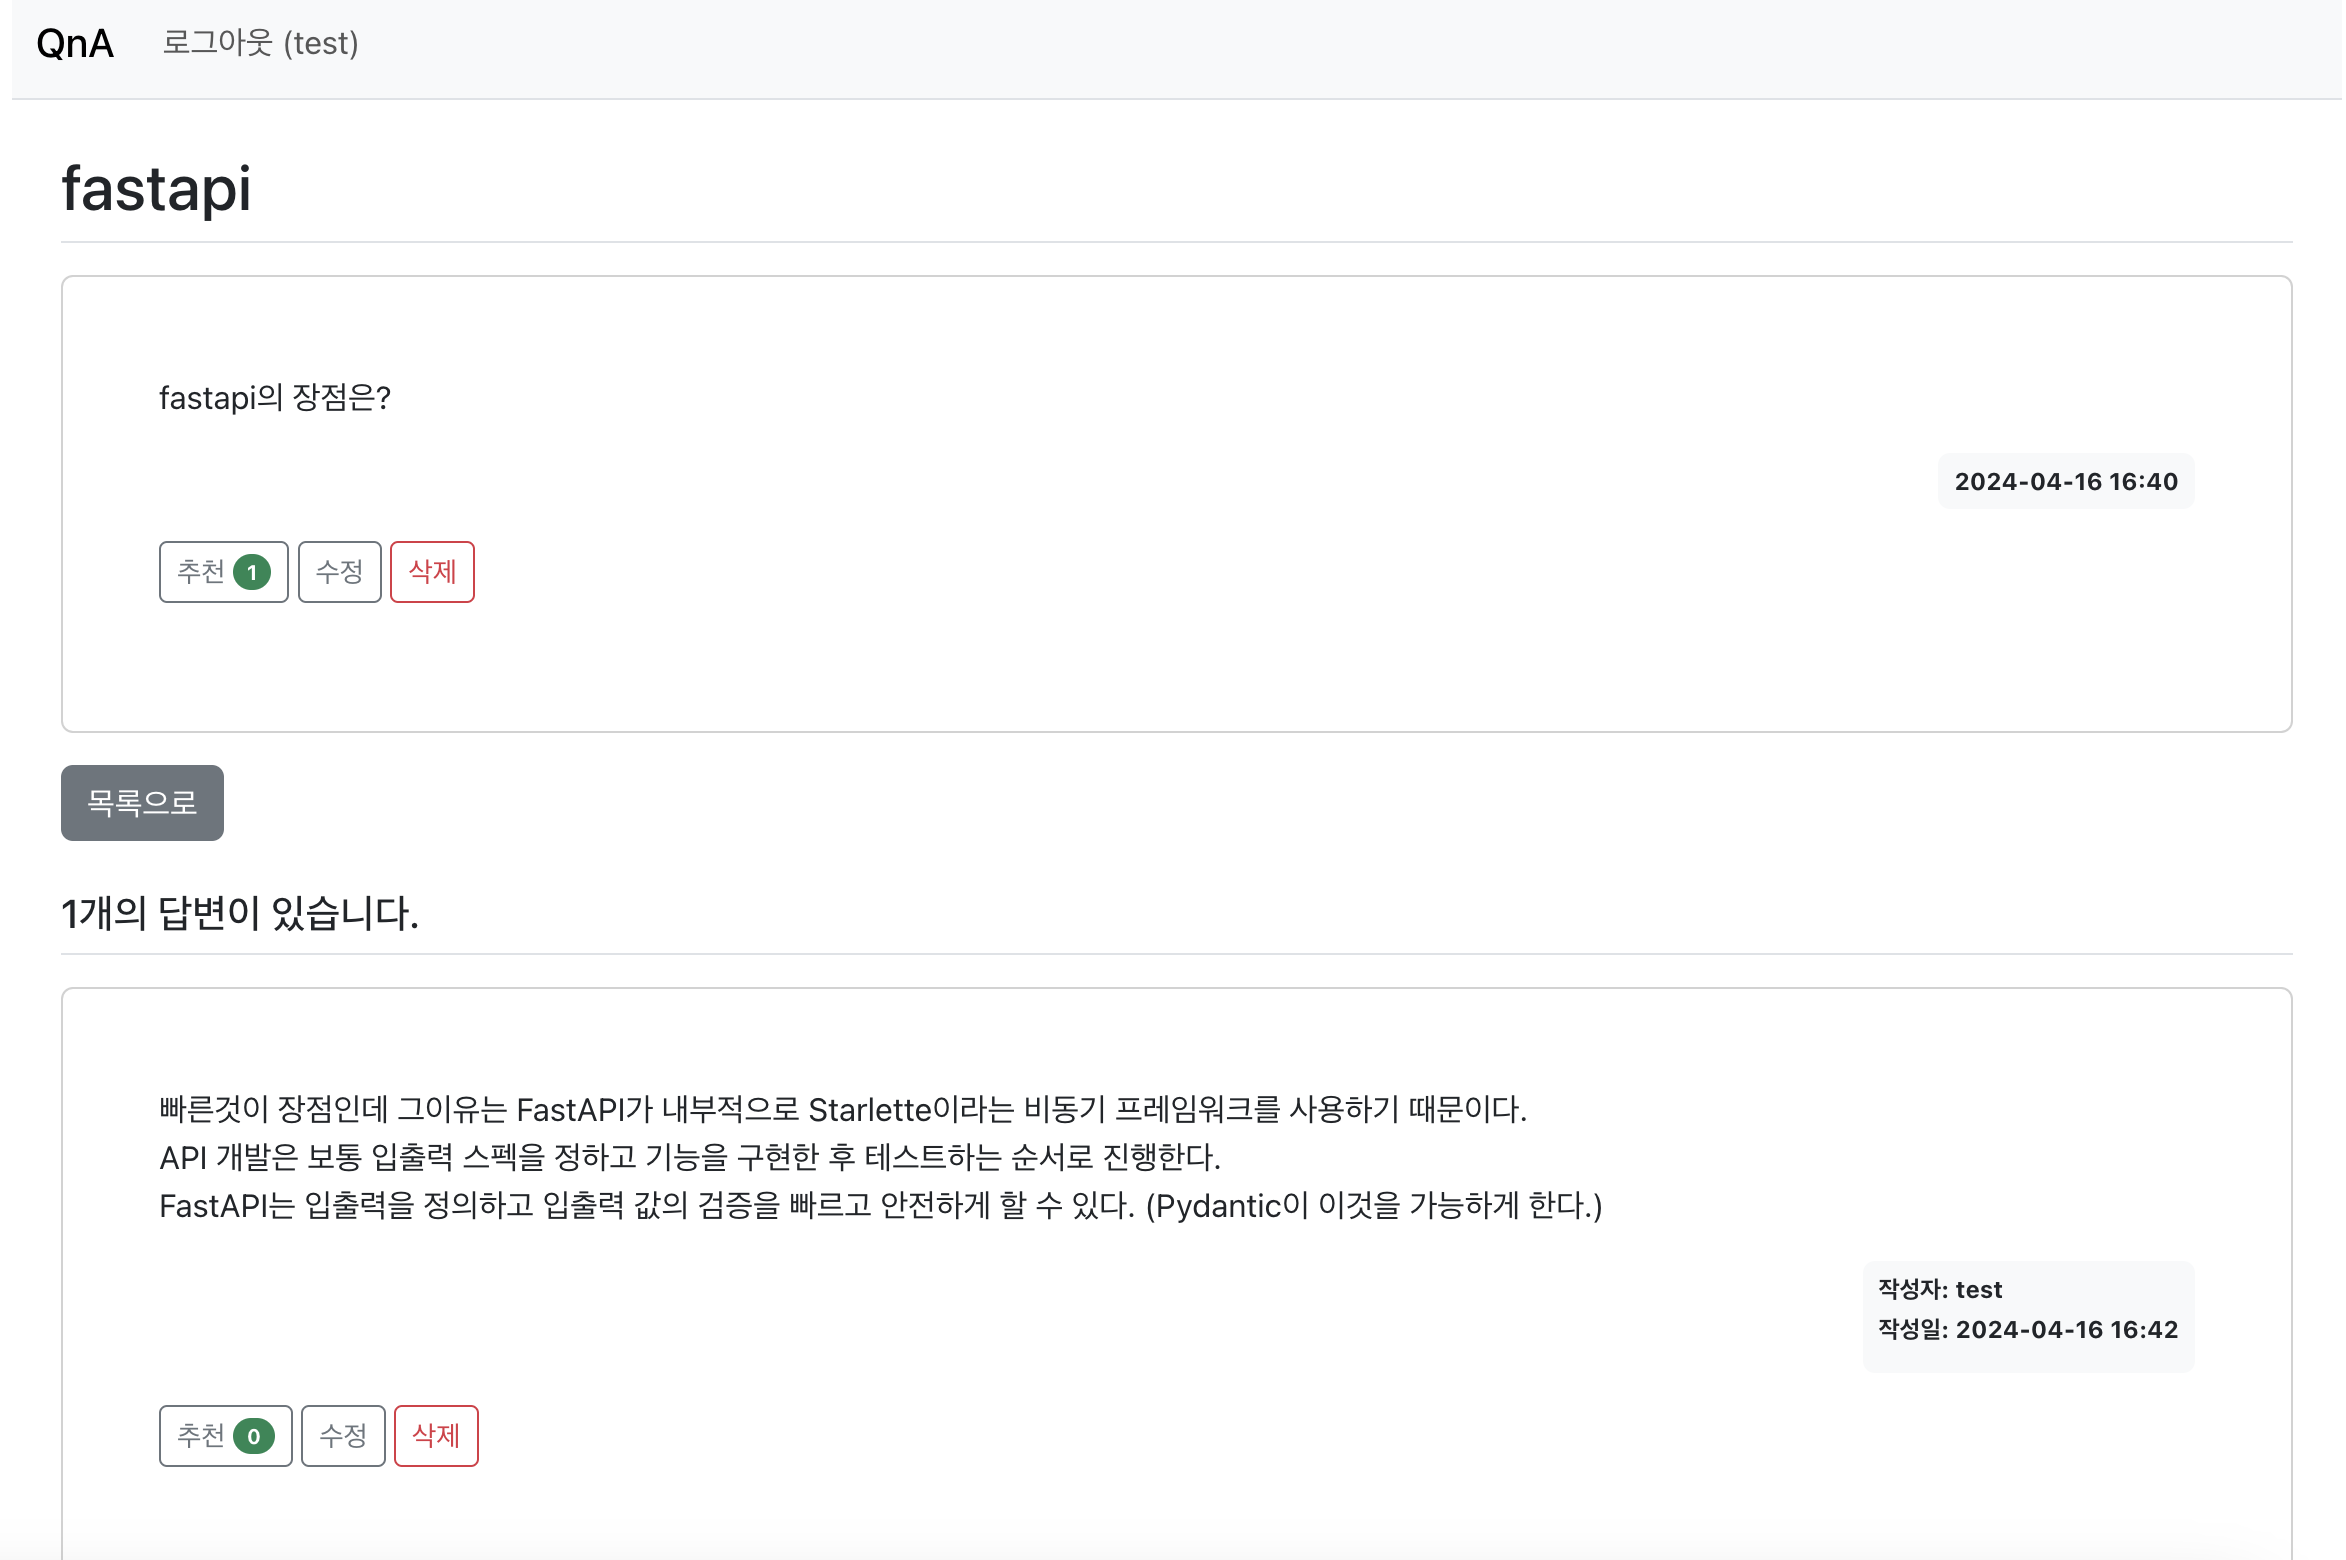 QnA 로그아웃 (test)
fastapi
fastapi의 장점은?
2024-04-16 16:40
추천 1 수정 삭제
목록으로
1개의 답변이 있습니다.
빠른것이 장점인데 그이유는 FastAPI가 내부적으로 Starlette이라는 비동기 프레임워크를 사용하기 때문이다.
API 개발은 보통 입출력 스펙을 정하고 기능을 구현한 후 테스트하는 순서로 진행한다.
FastAPI는 입출력을 정의하고 입출력 값의 검증을 빠르고 안전하게 할 수 있다. (Pydantic이 이것을 가능하게 한다.)
작성자: test
작성일: 2024-04-16 16:42
추천 0 수정 삭제